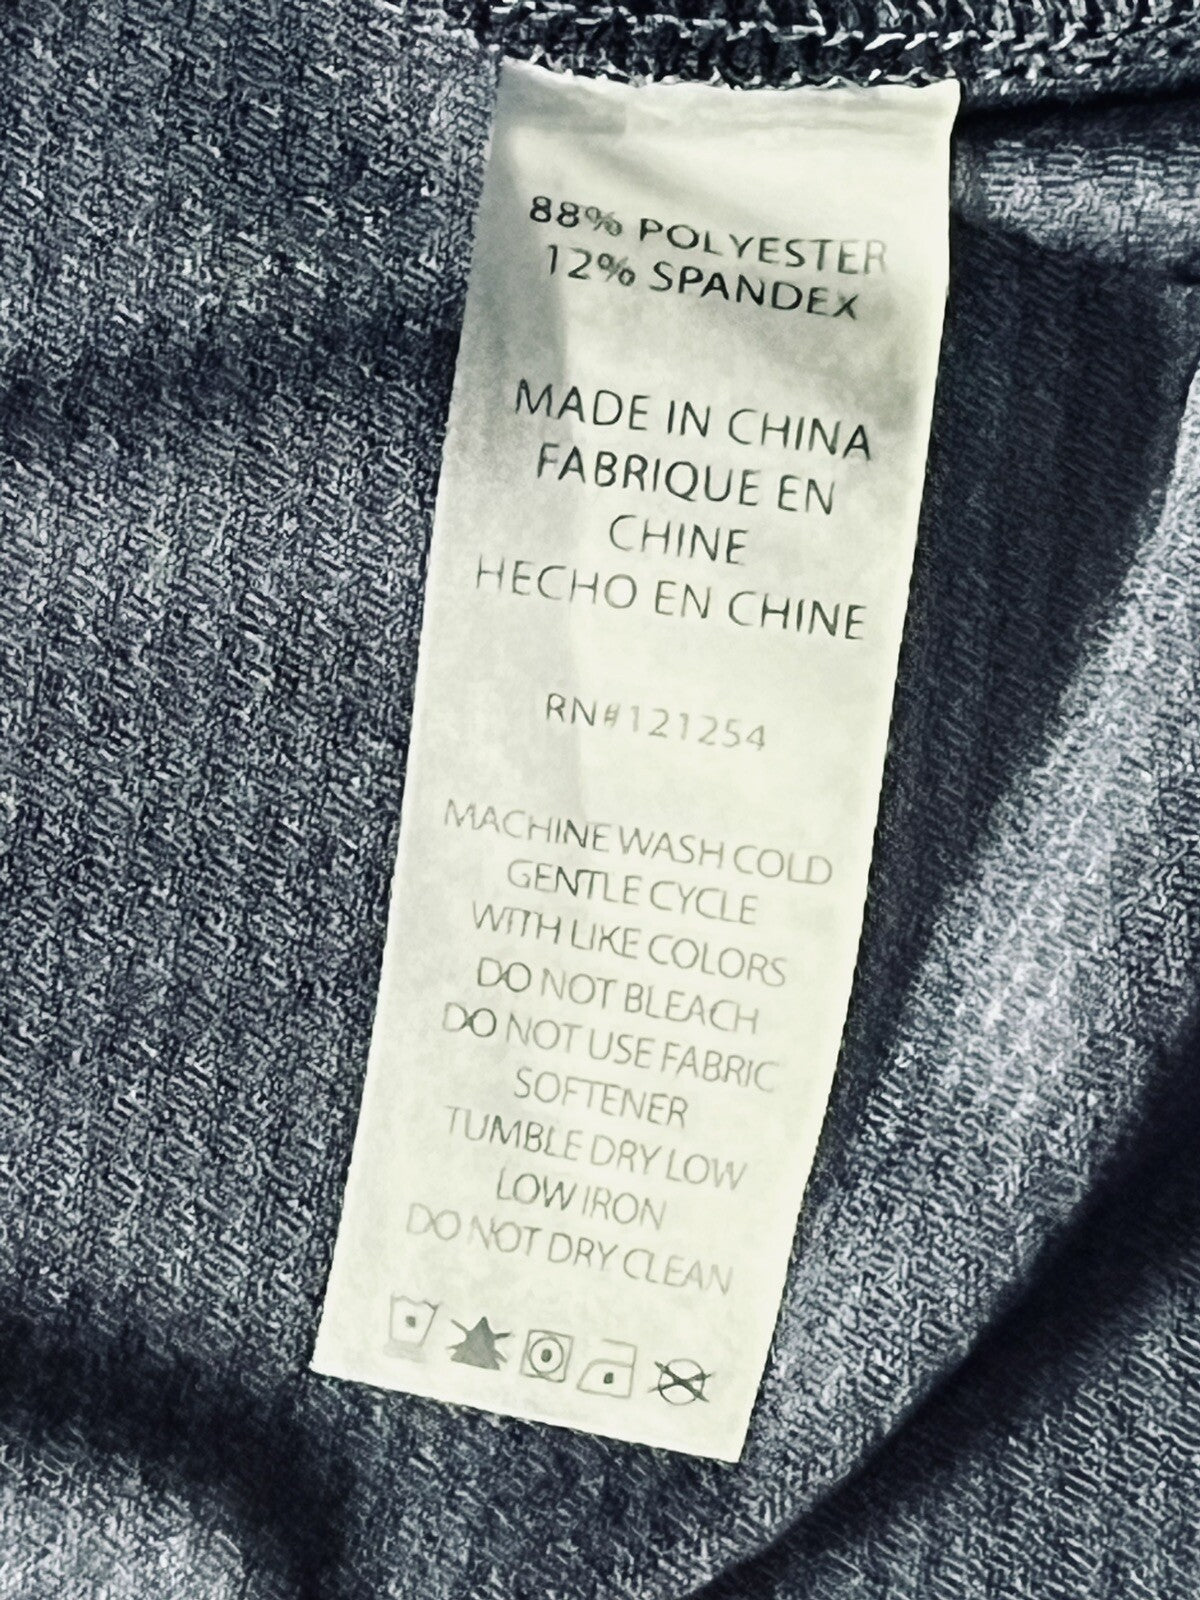 88% POLYESTER
12% SPANDEX
MADE IN CHINA
FABRIQUE EN
CHINE
HECHO EN CHINE
RN#121254
MACHINE WASH COLD
GENTLE CYCLE
WITH LIKE COLORS
DO NOT BLEACH
DO NOT USE FABRIC
SOFTENER
TUMBLE DRY LOW
LOW IRON
DO NOT DRY CLEAN